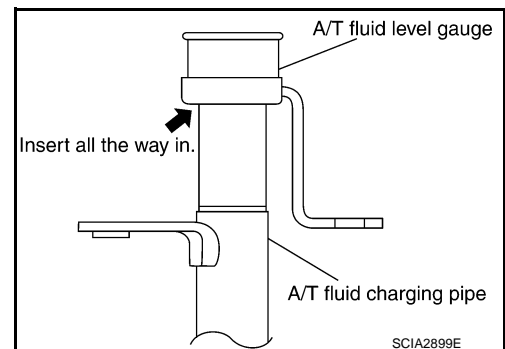 A/T fluid level gauge
Insert all the way in.
A/T fluid charging pipe
SCIA2899E